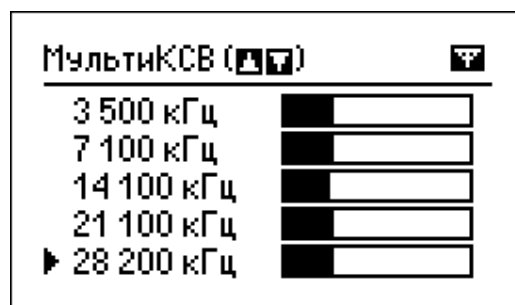 МультиКСВ (▲▼)
3 500 кГц
7 100 кГц
14 100 кГц
21 100 кГц
▶ 28 200 кГц